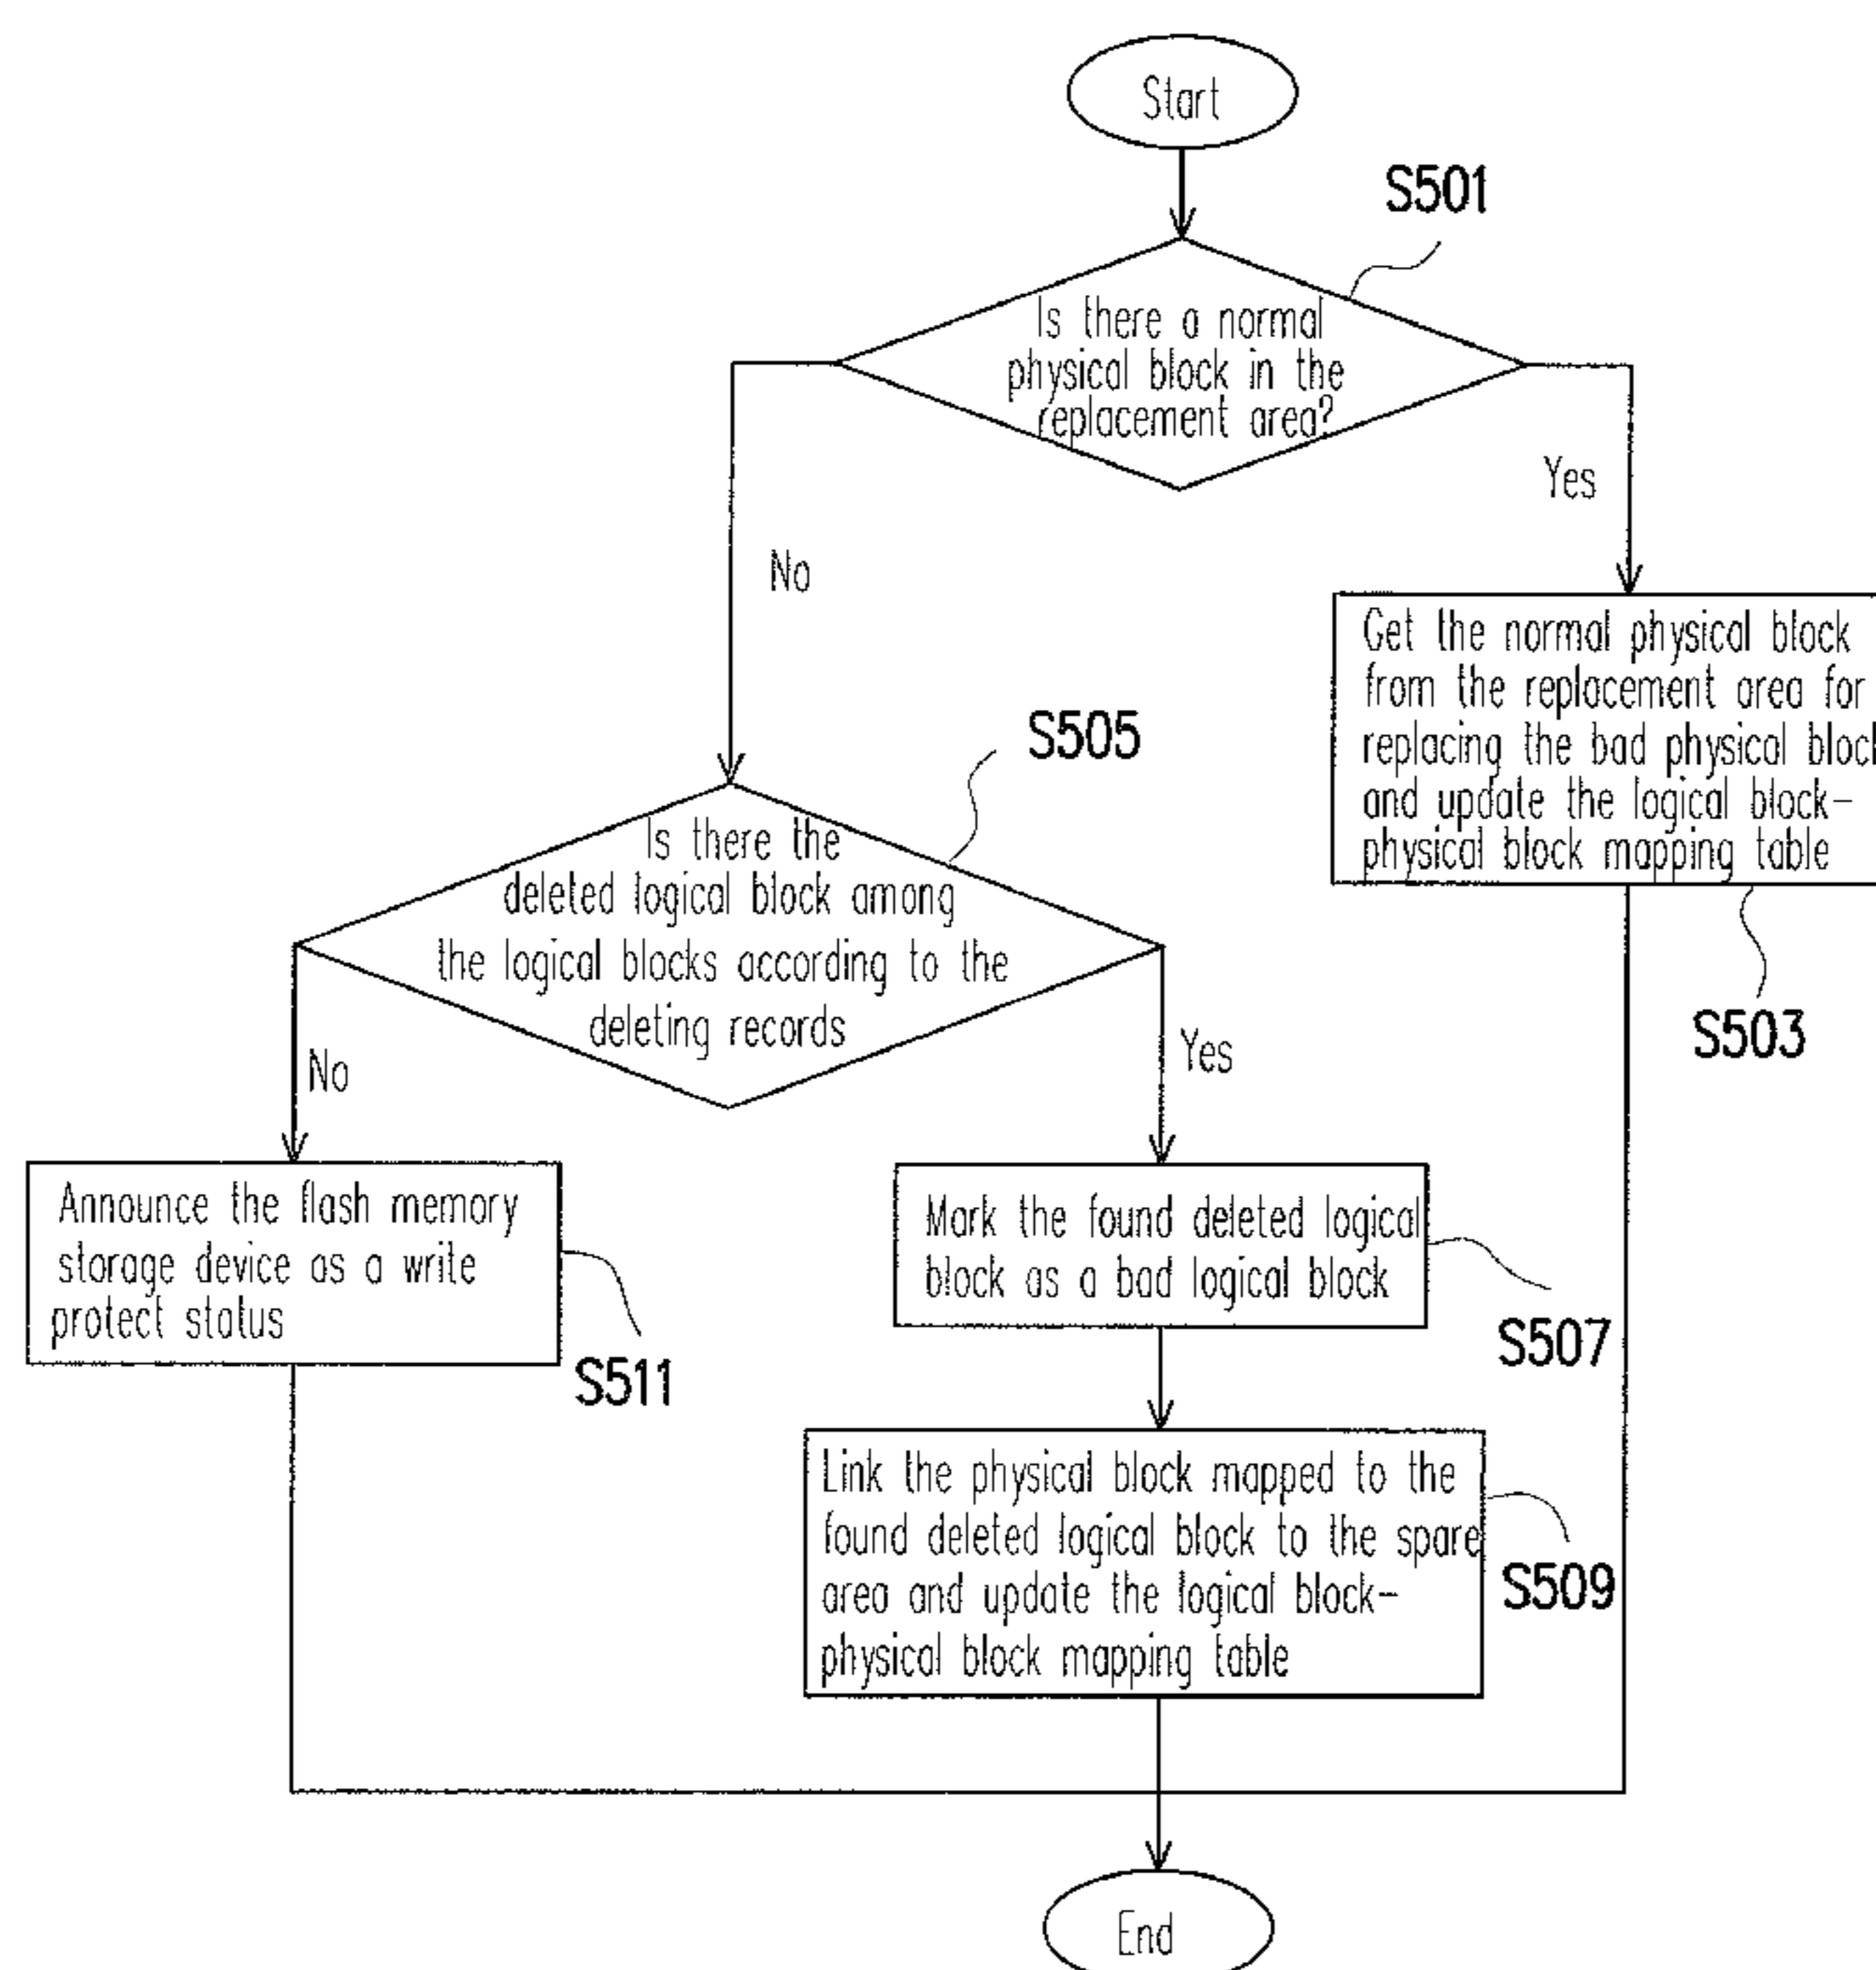 Start
S501
Is there a normal
physical block in the
replacement area?
Yes
No
Get the normal physical block
from the replacement area for
replacing the bad physical block
and update the logical block-
physical block mapping table
S503
S505
Is there the
deleted logical block among
the logical blocks according to the
deleting records
No
Yes
Announce the flash memory
storage device as a write
protect status
S511
Mark the found deleted logical
block as a bad logical block
S507
Link the physical block mapped to the
found deleted logical block to the spare
area and update the logical block-
physical block mapping table
S509
End